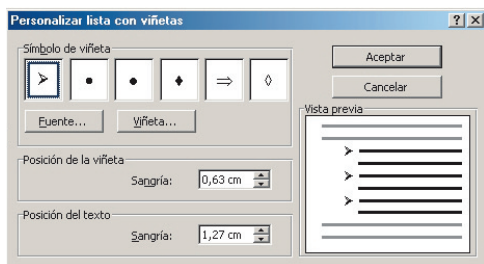 Personalizar lista con viñetas
Símbolo de viñeta
Fuente...
Viñeta...
Posición de la viñeta
Sangría:
0,63 cm
Posición del texto
Sangría:
1,27 cm
Aceptar
Cancelar
Vista previa